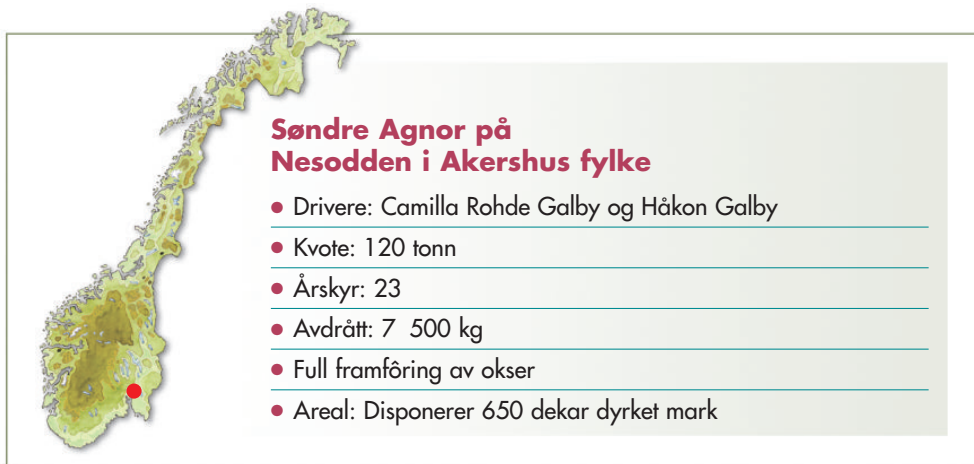 Søndre Agnor på
Nesodden i Akershus fylke
● Drivere: Camilla Rohde Galby og Håkon Galby
● Kvote: 120 tonn
● Årskyr: 23
● Avdrått: 7 500 kg
● Full framfôring av okser
● Areal: Disponerer 650 dekar dyrket mark